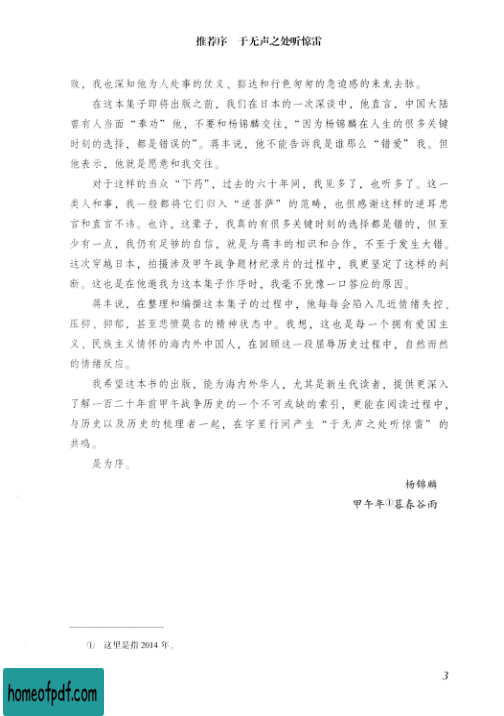 推荐序　于无声之处听惊雷
败，我也深知他为人处事的仗义、豁达和行色匆匆的急迫感的来龙去脉。
在这本集子即将出版之前，我们在日本的一次深谈中，他直言，中国大陆
曾有人当面“奉劝”他，不要和杨锦麟交往，“因为杨锦麟在人生的很多关键
时刻的选择，都是错误的”。蒋丰说，他不能告诉我是谁那么“错爱”我。但
他表示，他就是愿意和我交往。
对于这样的当众“下药”，过去的六十年间，我见多了，也听多了。这一
类人和事，我一般都将它们归入“逆菩萨”的范畴，也很感谢这样的逆耳忠
言和直言不讳。也许，这辈子，我真的有很多关键时刻的选择都是错的，但至
少有一点，我仍有足够的自信，就是与蒋丰的相识和合作，不至于发生大错。
这次穿越日本，拍摄涉及甲午战争题材纪录片的过程中，我更坚定了这样的判
断。这也是在他邀我为这本集子作序时，我毫不犹豫一口答应的原因。
蒋丰说，在整理和编撰这本集子的过程中，他每每会陷入几近情绪失控、
压抑、抑郁，甚至悲愤莫名的精神状态中。我想，这也是每一个拥有爱国主
义、民族主义情怀的海内外中国人，在回顾这一段屈辱历史过程中，自然而然
的情绪反应。
我希望这本书的出版，能为海内外华人，尤其是新生代读者，提供更深入
了解一百二十年前甲午战争历史的一个不可或缺的索引，更能在阅读过程中，
与历史以及历史的梳理者一起，在字里行间产生“于无声之处听惊雷”的
共鸣。
是为序。
杨锦麟
甲午年①暮春谷雨
①　这里是指 2014 年。
3
homeofpdf.com